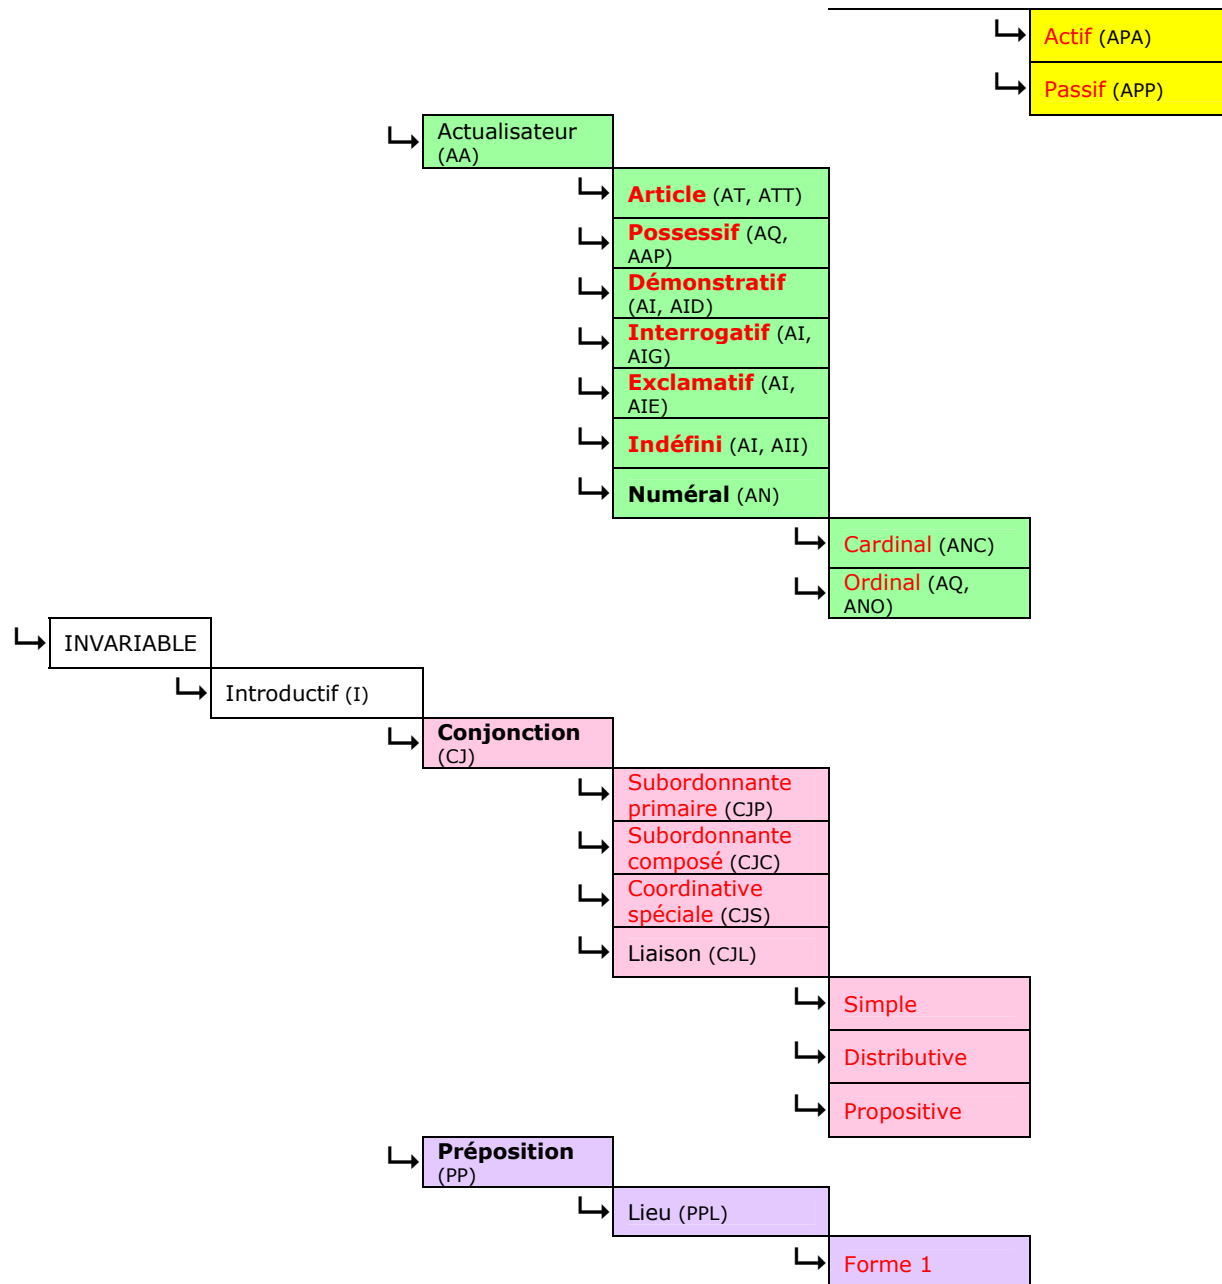 Actif (APA)
Passif (APP)
Actualisateur
(AA)
Article (AT, ATT)
Possessif (AQ,
AAP)
Démonstratif
(AI, AID)
Interrogatif (AI,
AIG)
Exclamatif (AI,
AIE)
Indéfini (AI, AII)
Numéral (AN)
Cardinal (ANC)
Ordinal (AQ,
ANO)
INVARIABLE
Introductif (I)
Conjonction
(CJ)
Subordonnante
primaire (CJP)
Subordonnante
composé (CJC)
Coordinative
spéciale (CJS)
Liaison (CJL)
Simple
Distributive
Propositive
Préposition
(PP)
Lieu (PPL)
Forme 1